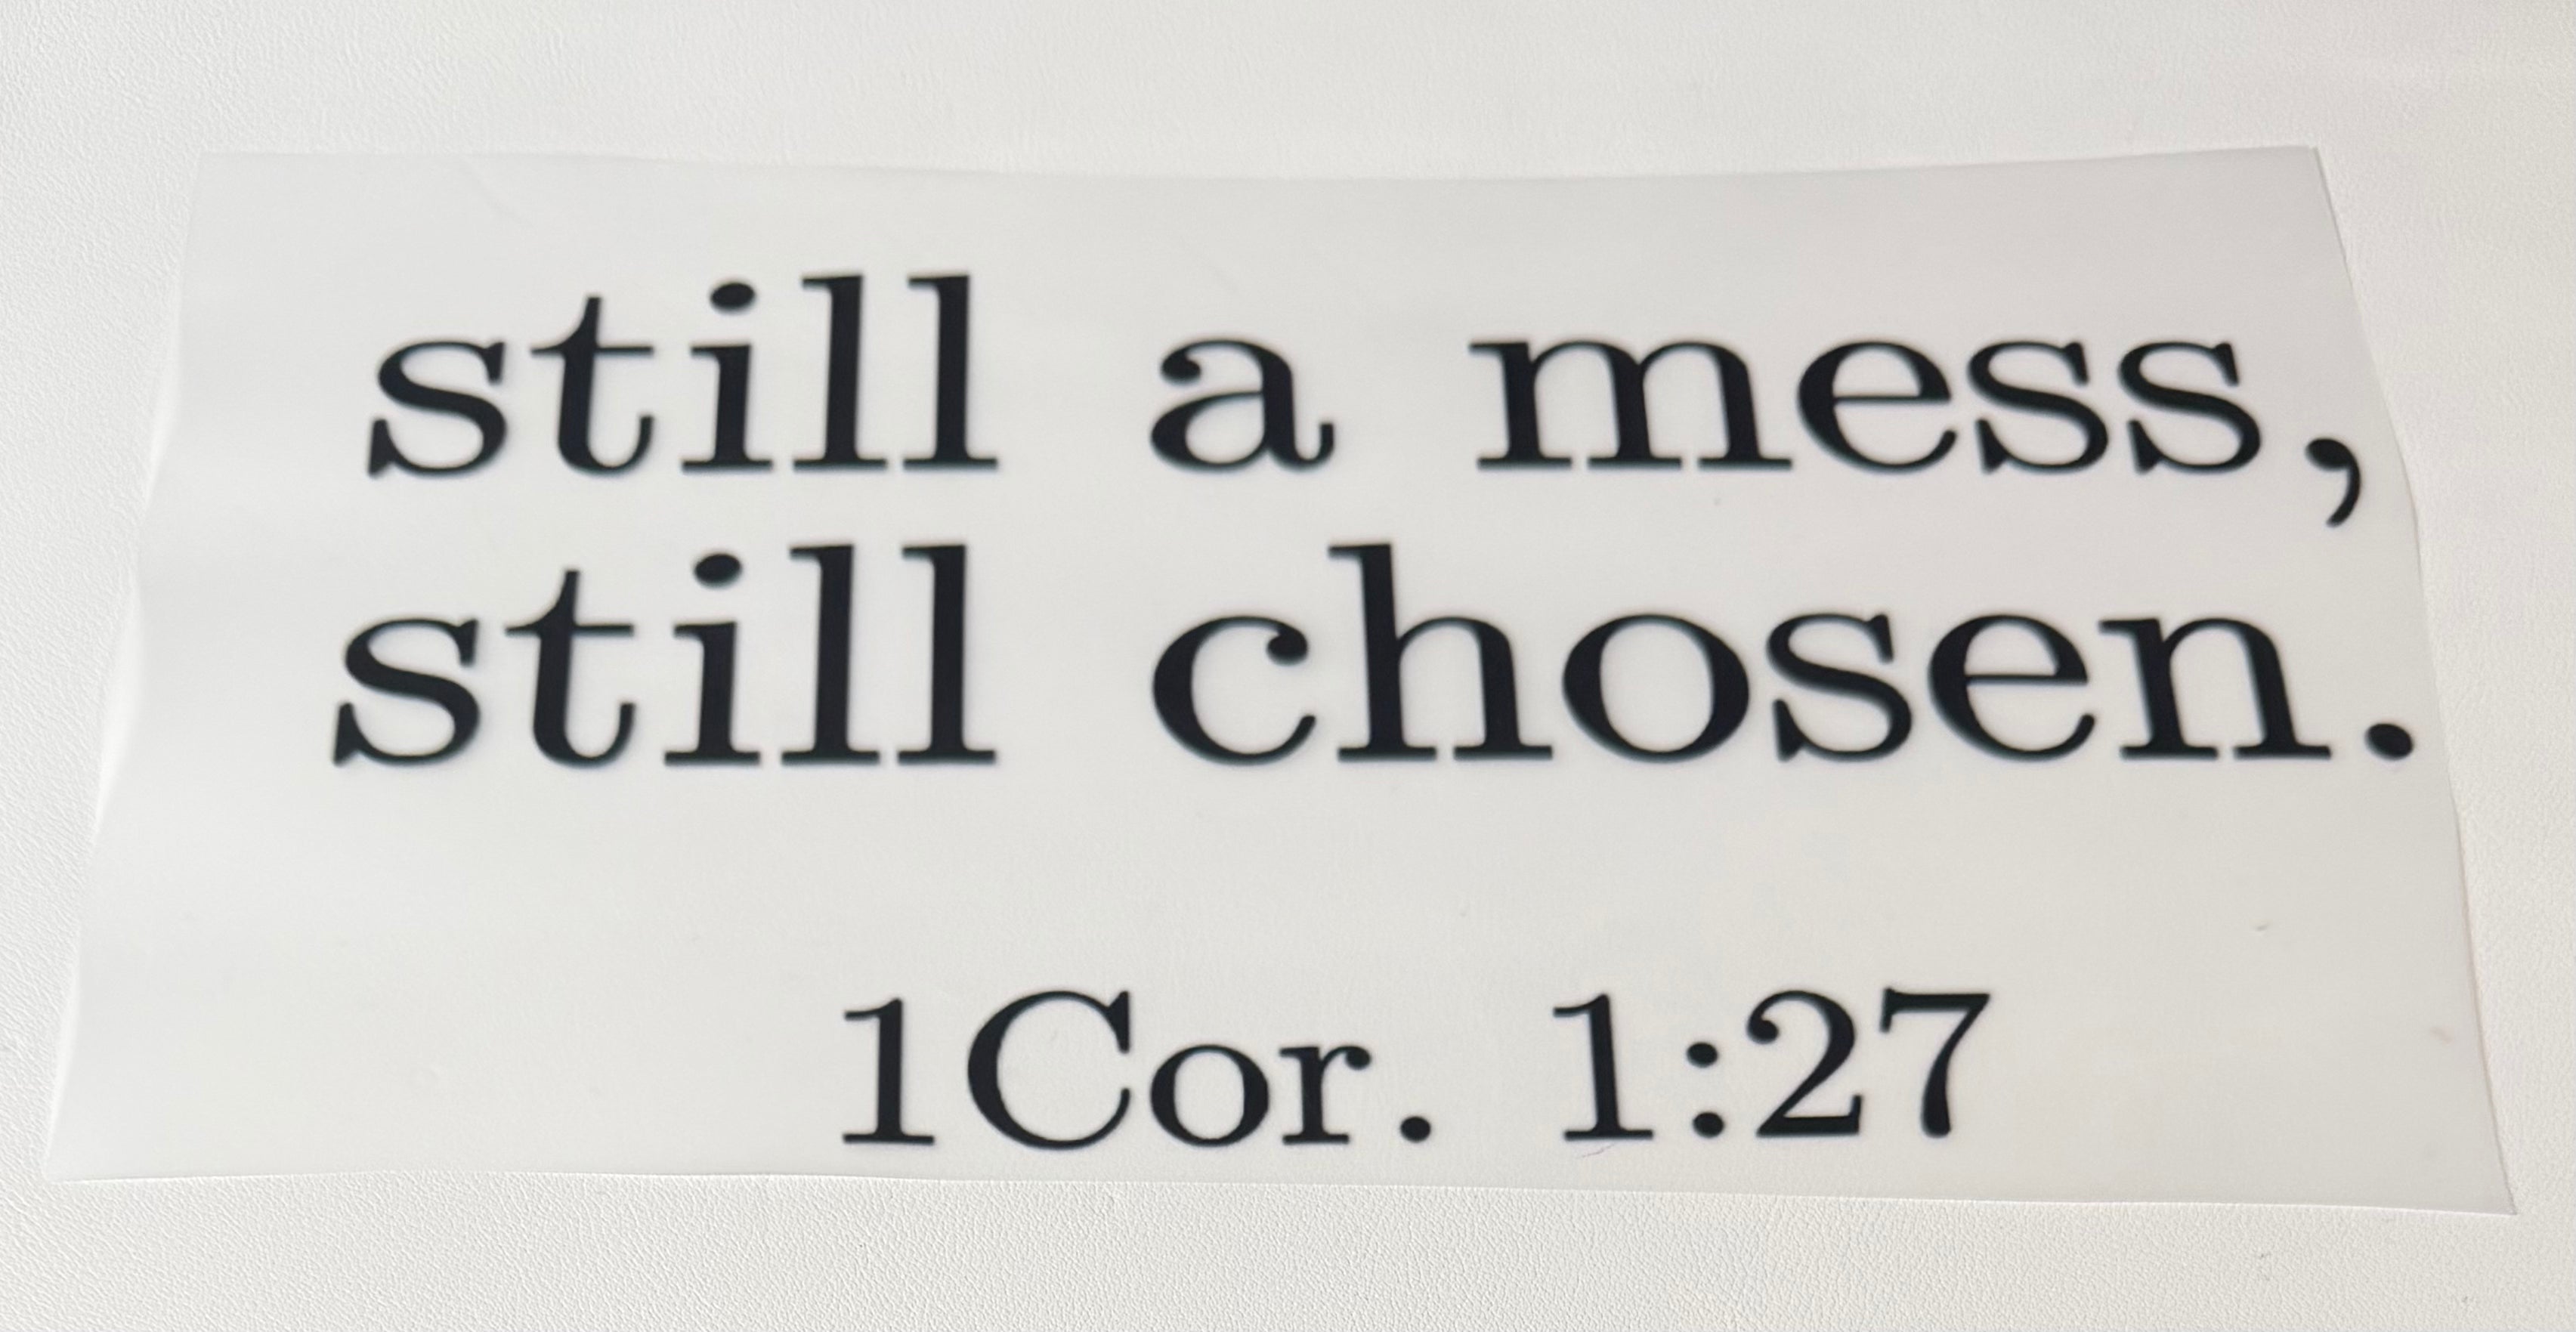 still a mess,
still chosen.
1Cor. 1:27